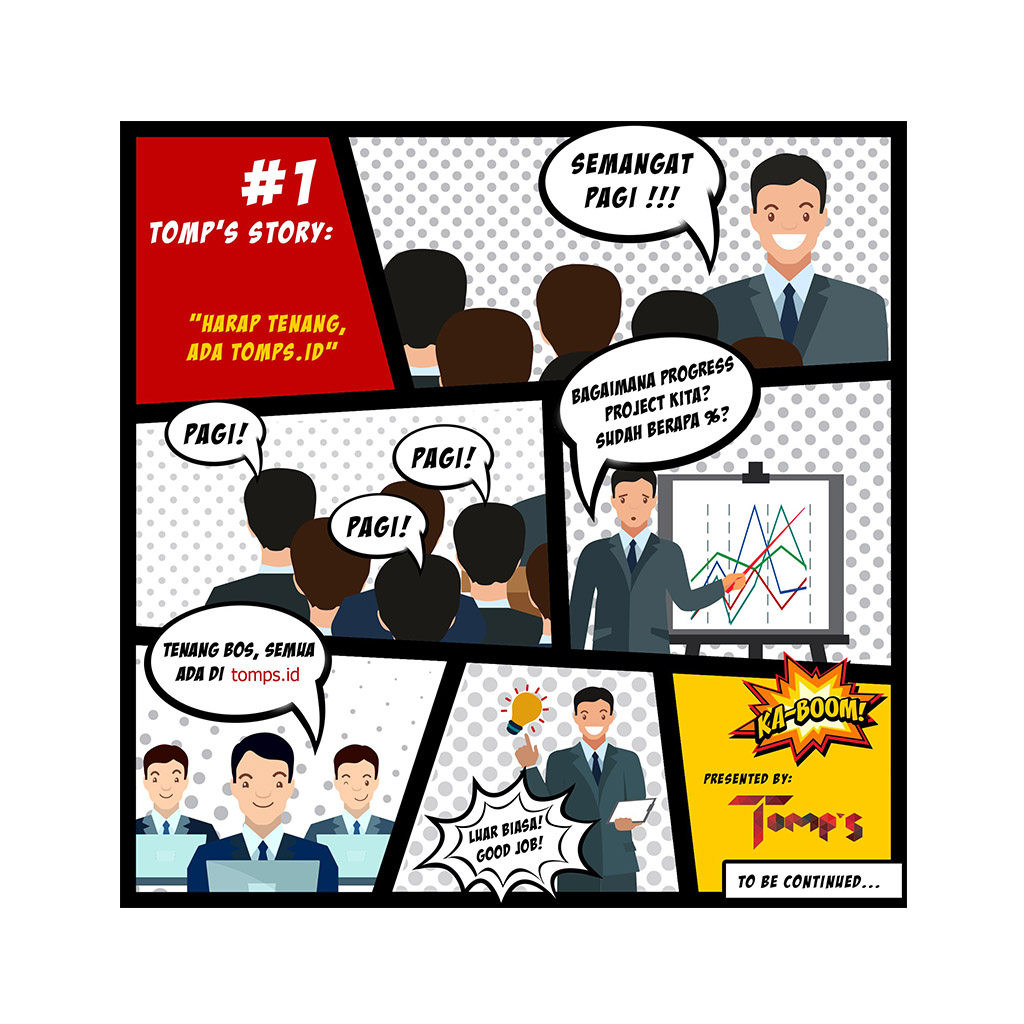 #1
TOMP'S STORY:
"HARAP TENANG,
ADA TOMPS.ID"
SEMANGAT
PAGI !!!
PAGI!
PAGI!
PAGI!
BAGAIMANA PROGRESS
PROJECT KITA?
SUDAH BERAPA %?
TENANG BOS, SEMUA
ADA DI tomps.id
LUAR BIASA!
GOOD JOB!
KA-BOOM!
PRESENTED BY:
Tomp's
TO BE CONTINUED...